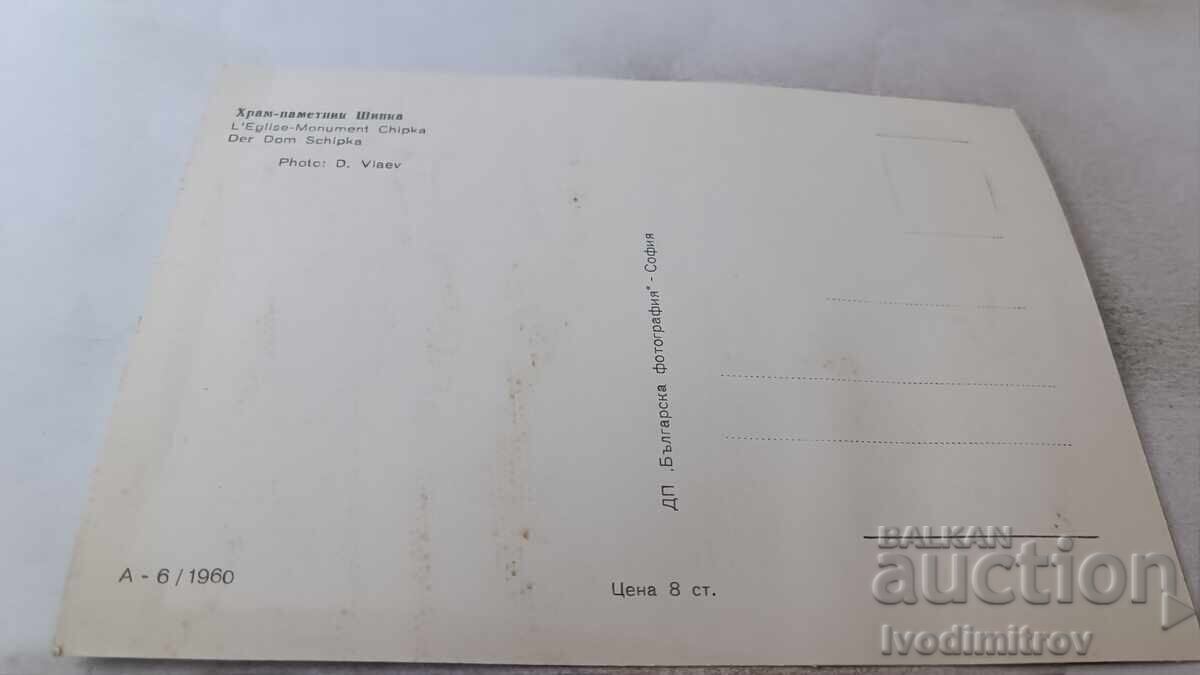 Храм-паметник Шипка
L'Eglise-Monument Chipka
Der Dom Schipka
Photo: D. Vlaev
ДП „Българска фотография" - София
А - 6 / 1960
Цена 8 ст.
BALKAN
auction
Ivodimitrov